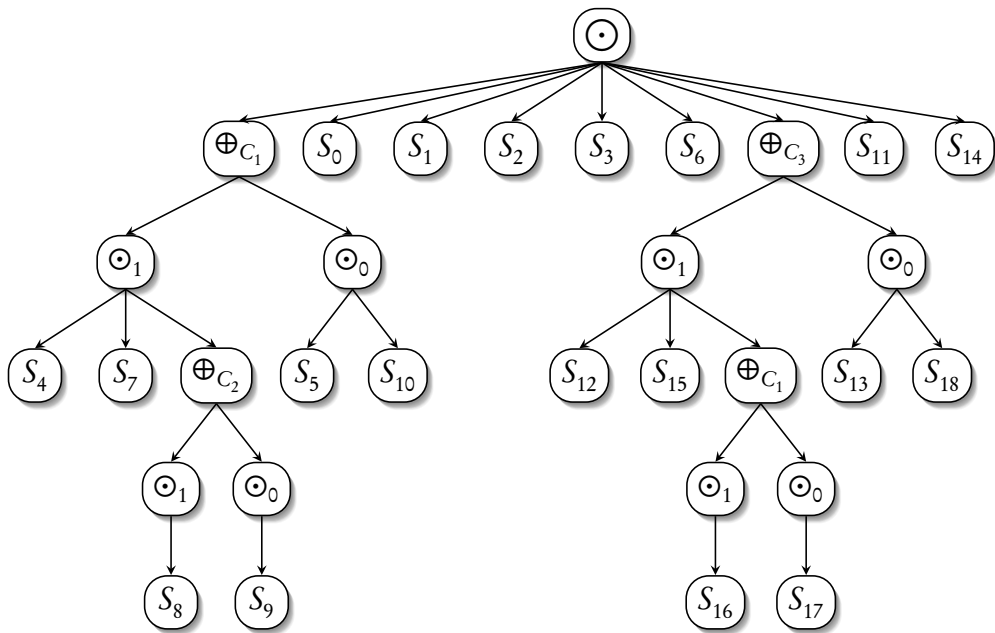 ⊙
⊕C₁ S₀ S₁ S₂ S₃ S₆ ⊕C₃ S₁₁ S₁₄
⊙₁ ⊙₀ ⊙₁ ⊙₀
S₄ S₇ ⊕C₂ S₅ S₁₀ S₁₂ S₁₅ ⊕C₁ S₁₃ S₁₈
⊙₁ ⊙₀ ⊙₁ ⊙₀
S₈ S₉ S₁₆ S₁₇